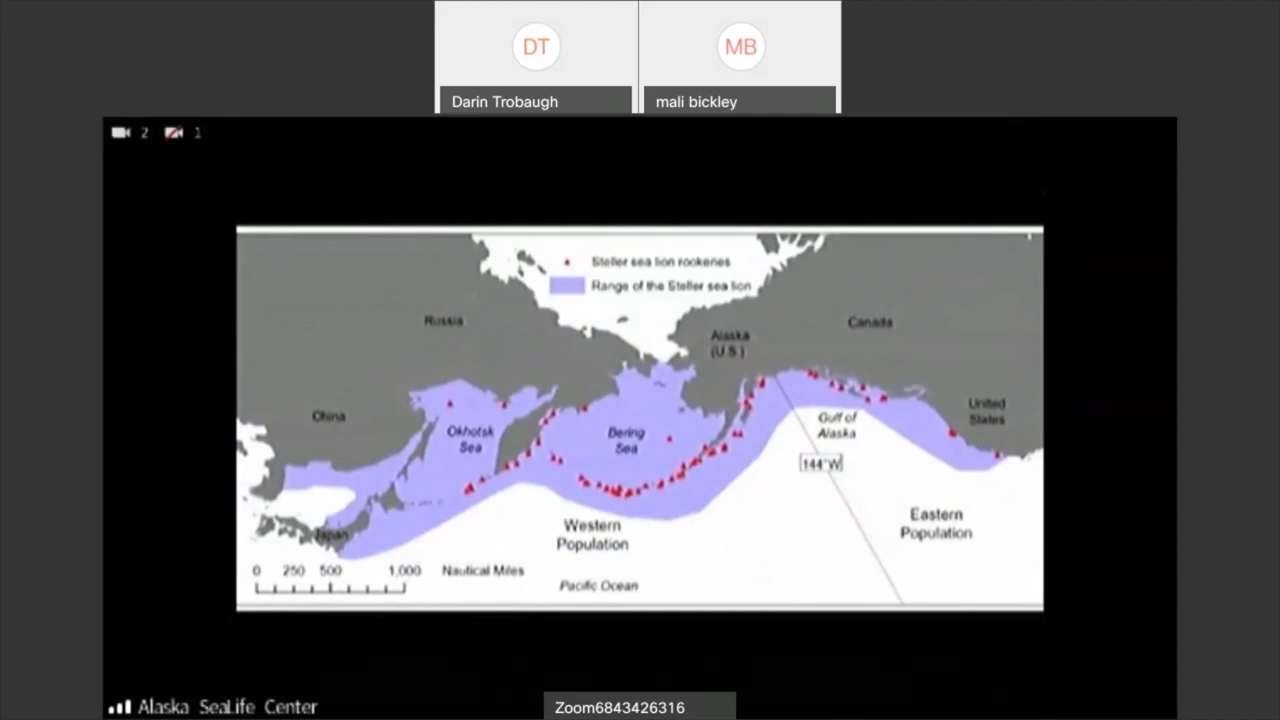 DT
MB
Darin Trobaugh
mali bickley
2
1
Steller sea lion rookeries
Range of the Steller sea lion
Russia
Alaska
(U.S.)
Canada
China
Okhotsk
Sea
Bering
Sea
Gulf of
Alaska
United
States
144°W
Japan
Western
Population
Eastern
Population
0 250 500 1,000 Nautical Miles
Pacific Ocean
Alaska SeaLife Center
Zoom6843426316